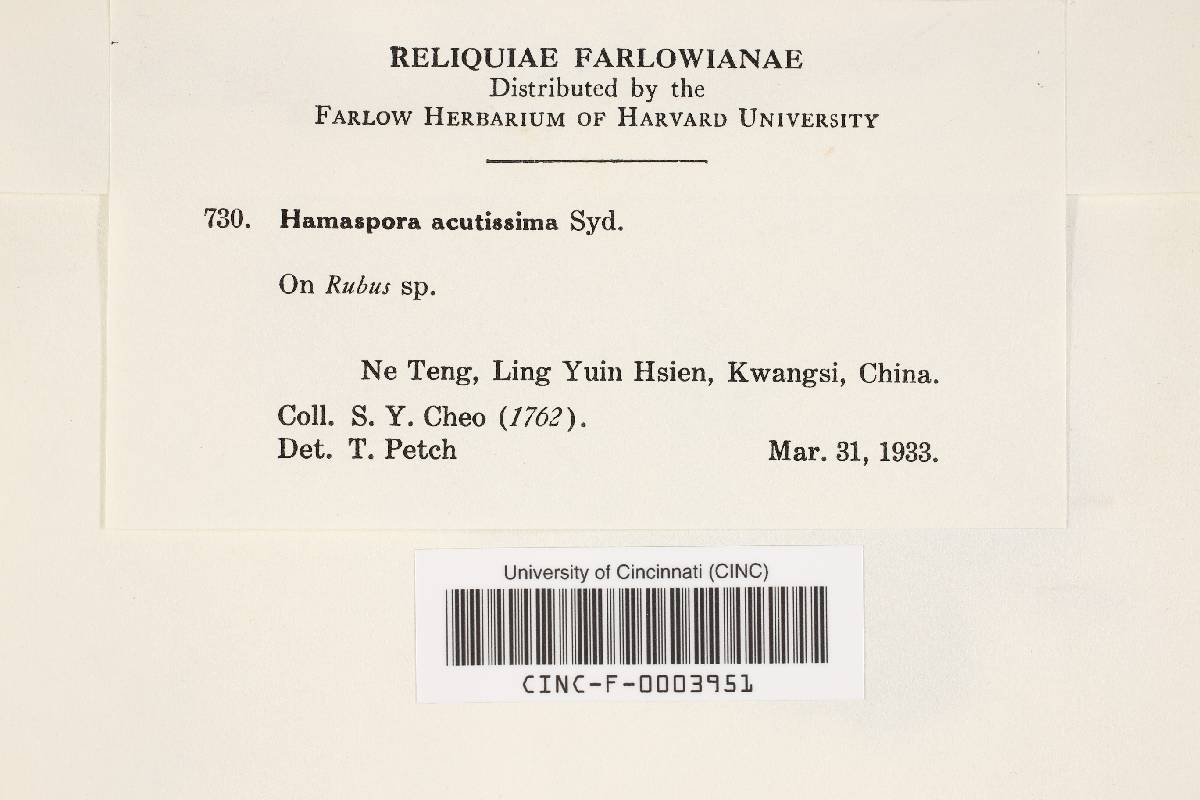 RELIQUIAE FARLOWIANAE
Distributed by the
FARLOW HERBARIUM OF HARVARD UNIVERSITY
730. Hamaspora acutissima Syd.
On Rubus sp.
Ne Teng, Ling Yuin Hsien, Kwangsi, China.
Coll. S. Y. Cheo (1762).
Det. T. Petch Mar. 31, 1933.
University of Cincinnati (CINC)
CINC-F-0003951